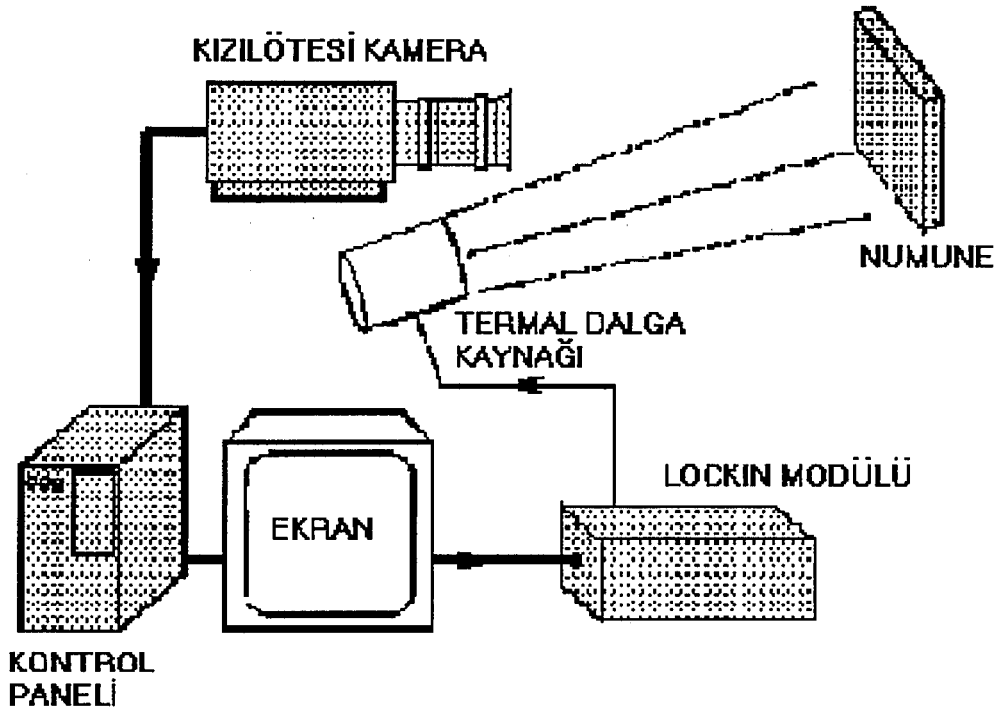 KIZILÖTESİ KAMERA
NUMUNE
TERMAL DALGA
KAYNAĞI
LOCKIN MODÜLÜ
EKRAN
KONTROL
PANELİ